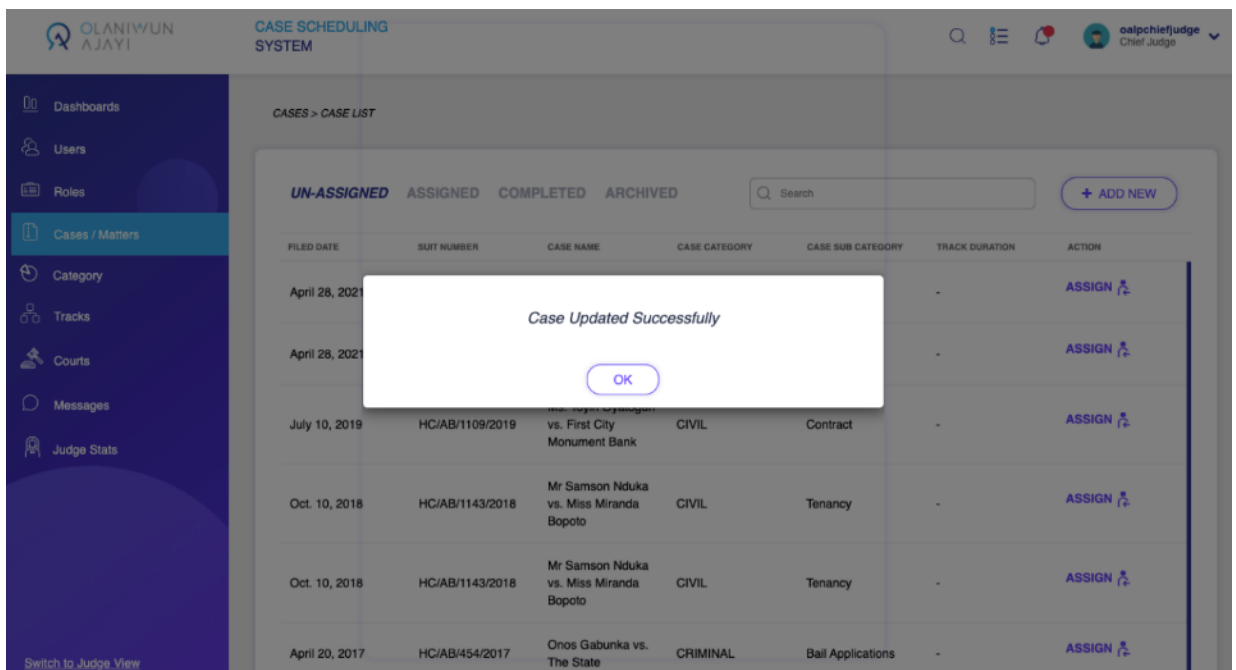 OLANIWUN
AJAYI
CASE SCHEDULING
SYSTEM
oalpchiefjudge
Chief Judge
Dashboards
Users
Roles
Cases / Matters
Category
Tracks
Courts
Messages
Judge Stats
Switch to Judge View
CASES > CASE LIST
UN-ASSIGNED ASSIGNED COMPLETED ARCHIVED Search + ADD NEW
FILED DATE SUIT NUMBER CASE NAME CASE CATEGORY CASE SUB CATEGORY TRACK DURATION ACTION
April 28, 2021 - ASSIGN
Case Updated Successfully
April 28, 2021 - ASSIGN
OK
Ms. Toyin Oyatogun
July 10, 2019 HC/AB/1109/2019 vs. First City CIVIL Contract - ASSIGN
Monument Bank
Mr Samson Nduka
Oct. 10, 2018 HC/AB/1143/2018 vs. Miss Miranda CIVIL Tenancy - ASSIGN
Bopoto
Mr Samson Nduka
Oct. 10, 2018 HC/AB/1143/2018 vs. Miss Miranda CIVIL Tenancy - ASSIGN
Bopoto
Onos Gabunka vs.
April 20, 2017 HC/AB/454/2017 The State CRIMINAL Bail Applications - ASSIGN